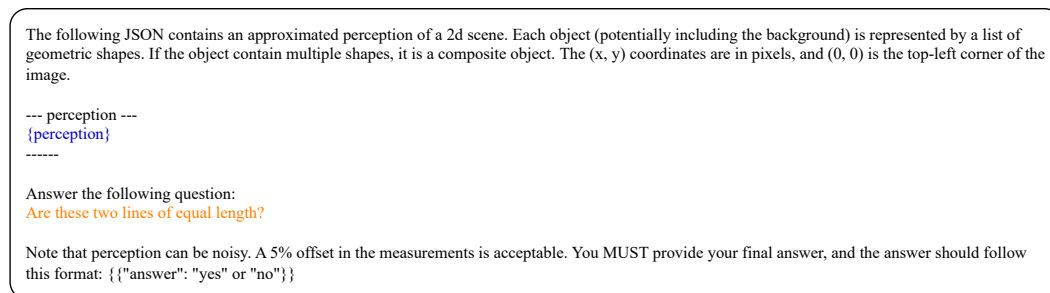 The following JSON contains an approximated perception of a 2d scene. Each object (potentially including the background) is represented by a list of
geometric shapes. If the object contain multiple shapes, it is a composite object. The (x, y) coordinates are in pixels, and (0, 0) is the top-left corner of the
image.
--- perception ---
{perception}
------
Answer the following question:
Are these two lines of equal length?
Note that perception can be noisy. A 5% offset in the measurements is acceptable. You MUST provide your final answer, and the answer should follow
this format: {{"answer": "yes" or "no"}}